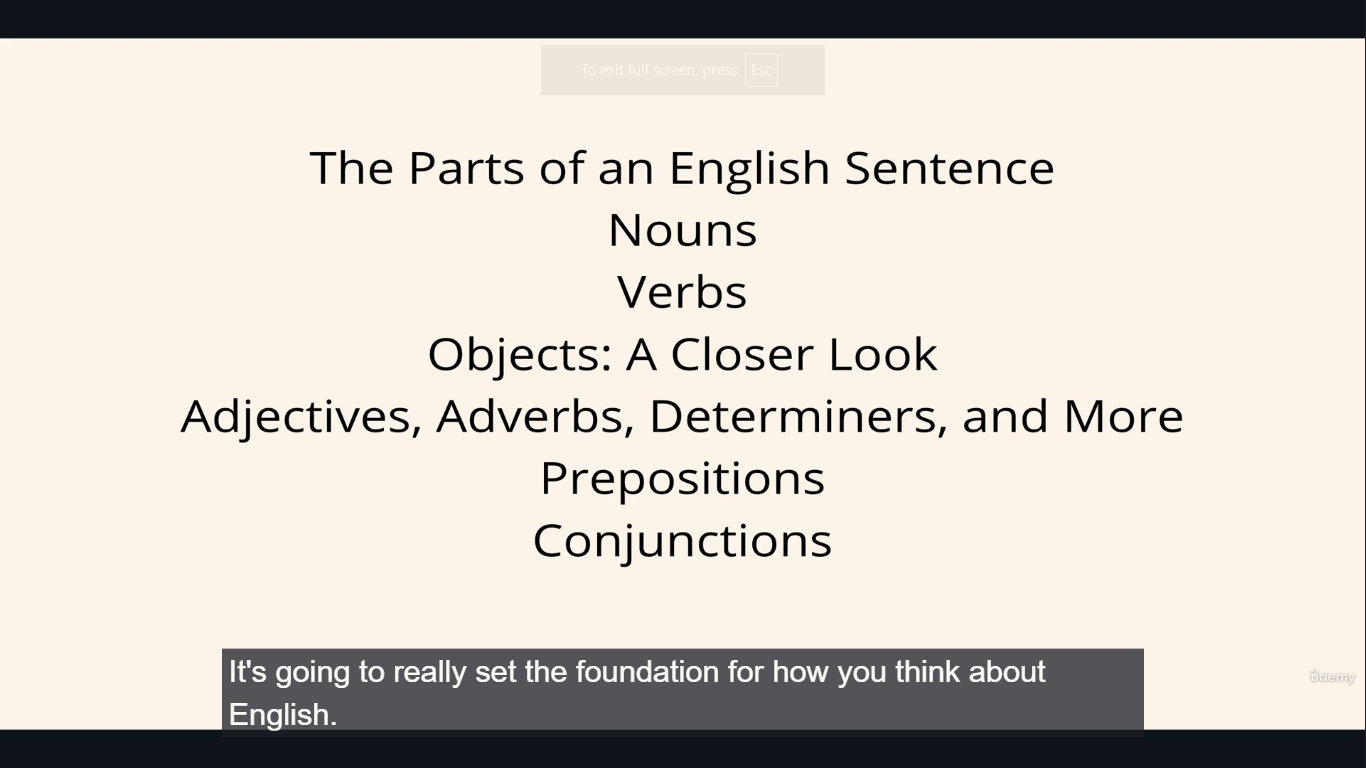 To exit full screen, press Esc
The Parts of an English Sentence
Nouns
Verbs
Objects: A Closer Look
Adjectives, Adverbs, Determiners, and More
Prepositions
Conjunctions
It's going to really set the foundation for how you think about
English.
ûdemy